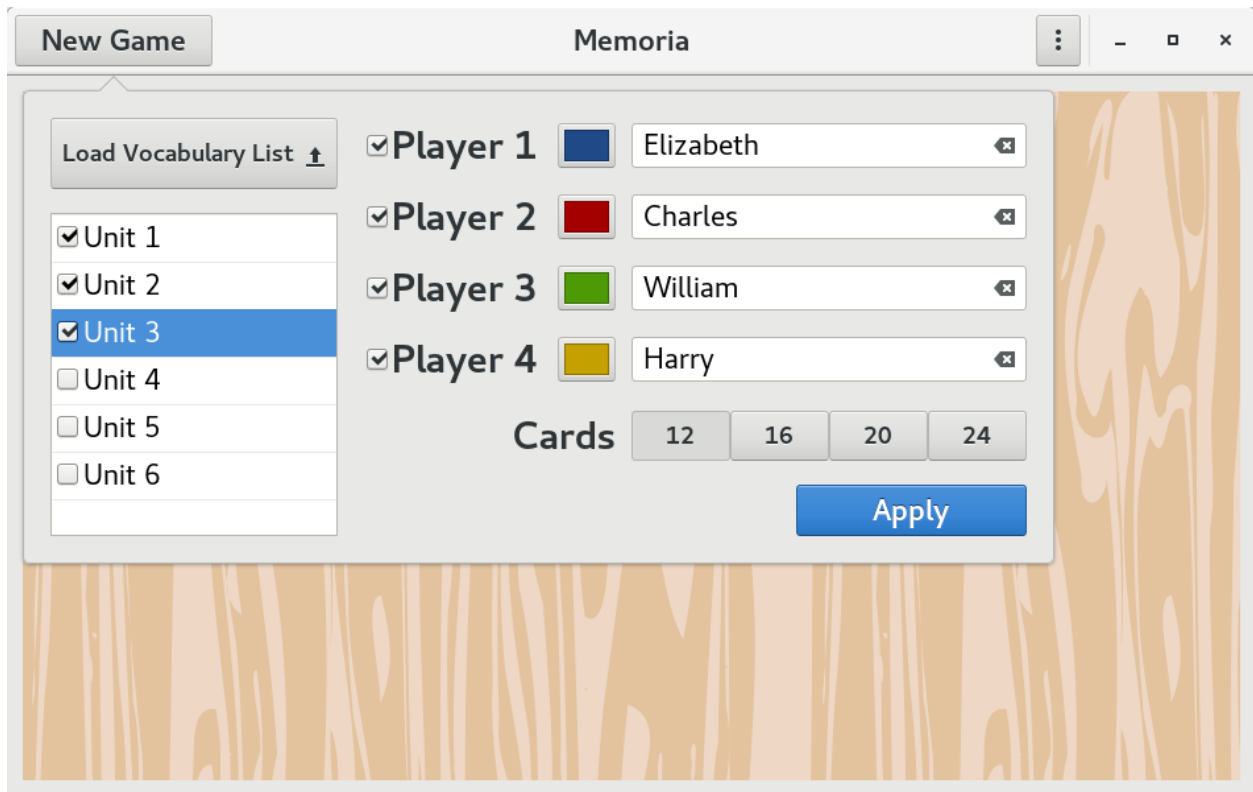 New Game
Memoria
Load Vocabulary List
Unit 1
Unit 2
Unit 3
Unit 4
Unit 5
Unit 6
Player 1 Elizabeth
Player 2 Charles
Player 3 William
Player 4 Harry
Cards 12 16 20 24
Apply